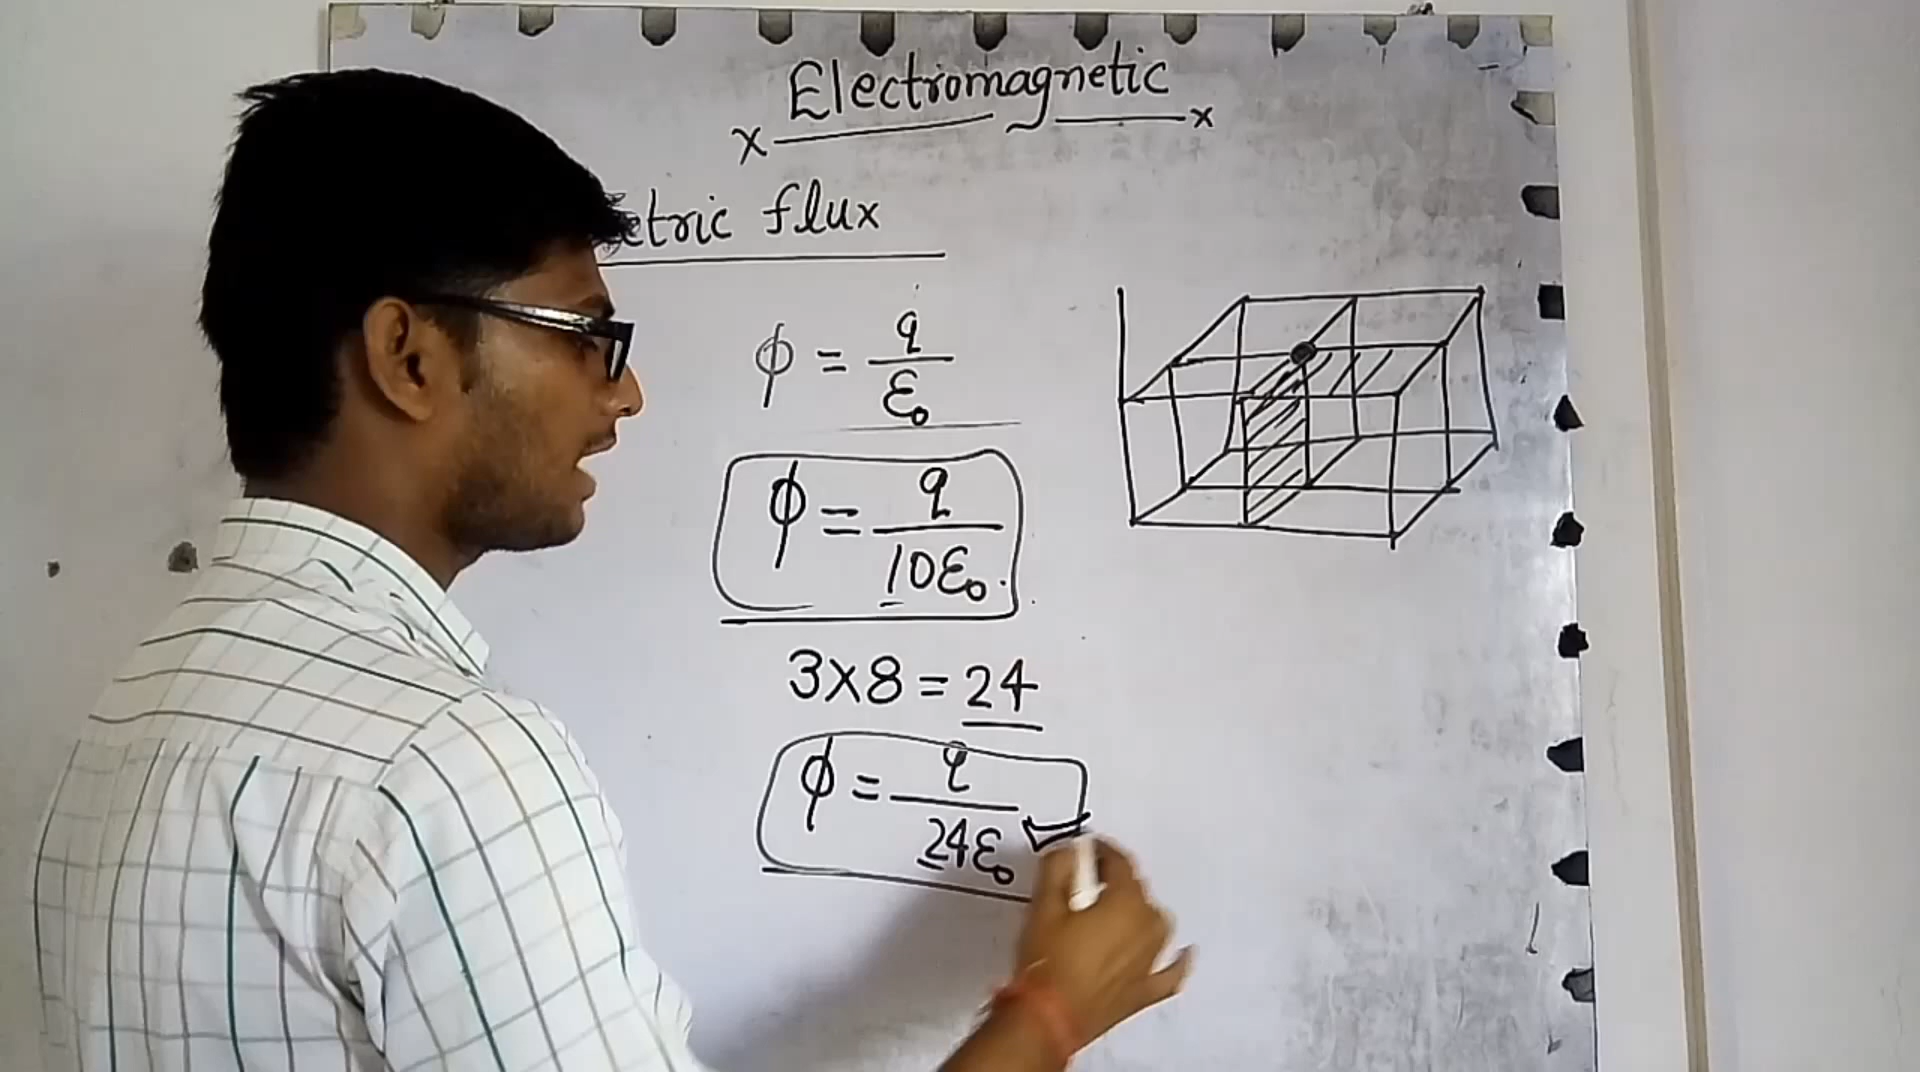 Electromagnetic
etric flux
φ = q/ε₀
φ = q/10ε₀.
3×8 = 24
φ = q/24ε₀